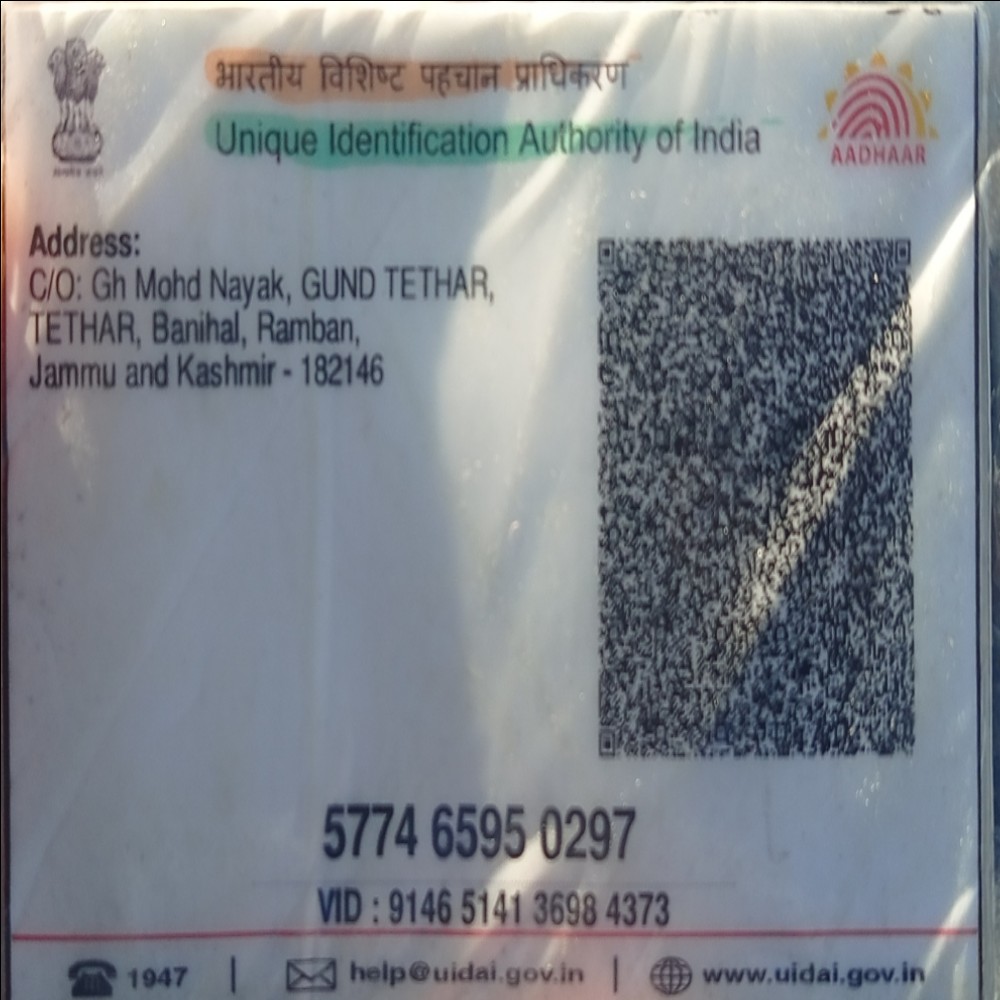 भारतीय विशिष्ट पहचान प्राधिकरण
Unique Identification Authority of India
AADHAAR
Address:
C/O: Gh Mohd Nayak, GUND TETHAR,
TETHAR, Banihal, Ramban,
Jammu and Kashmir - 182146
5774 6595 0297
VID : 9146 5141 3698 4373
1947 | help@uidai.gov.in | www.uidai.gov.in